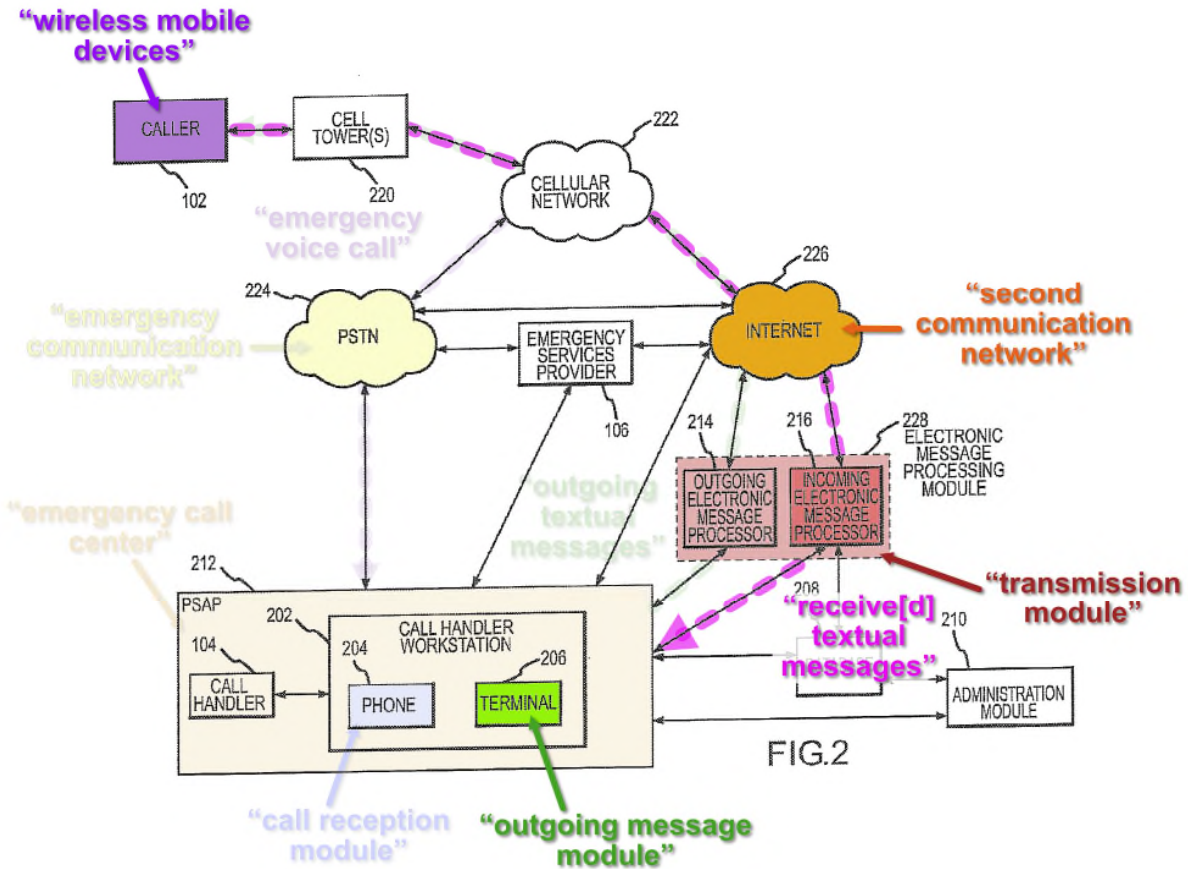 “wireless mobile
devices”
CALLER
102
CELL
TOWER(S)
220
222
CELLULAR
NETWORK
“emergency
voice call”
224
PSTN
“emergency
communication
network”
226
INTERNET
“second
communication
network”
EMERGENCY
SERVICES
PROVIDER
106
214
216
228
ELECTRONIC
MESSAGE
PROCESSING
MODULE
OUTGOING
ELECTRONIC
MESSAGE
PROCESSOR
INCOMING
ELECTRONIC
MESSAGE
PROCESSOR
“outgoing
textual
messages”
“emergency call
center”
“transmission
module”
212
PSAP
202
CALL HANDLER
WORKSTATION
104
CALL
HANDLER
204
PHONE
206
TERMINAL
208
“receive[d]
textual
messages”
210
ADMINISTRATION
MODULE
FIG.2
“call reception
module”
“outgoing message
module”